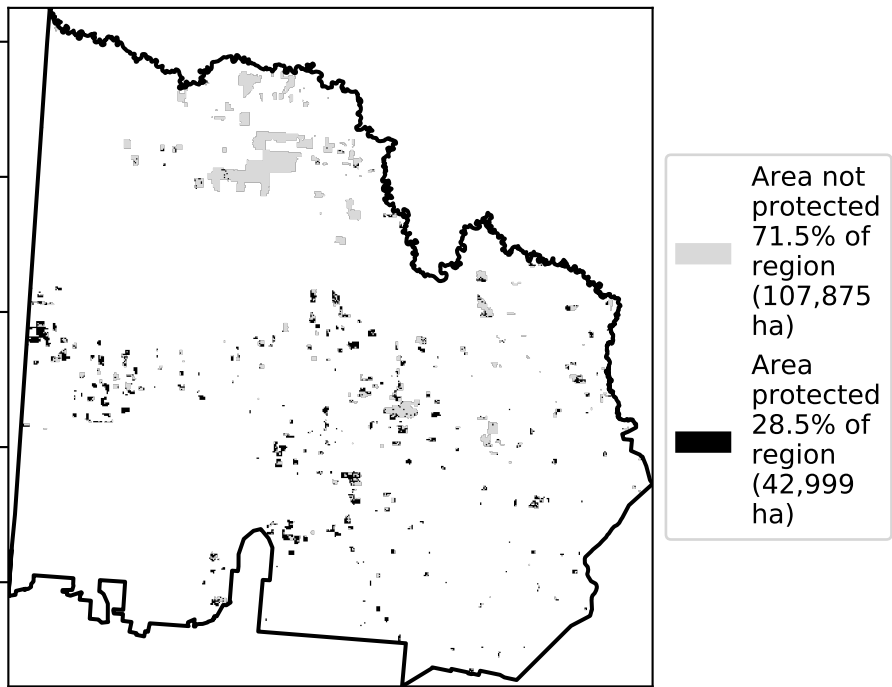 Area not
protected
71.5% of
region
(107,875
ha)
Area
protected
28.5% of
region
(42,999
ha)